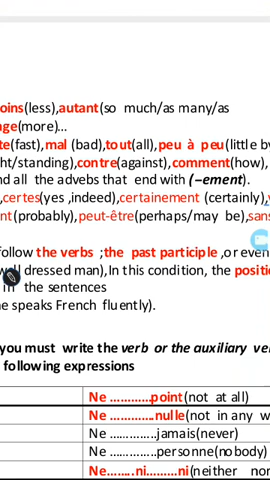 oins(less),autant(so much/as many/as
nge(more)...
te(fast),mal (bad),tout(all),peu à peu(little by
ht/standing),contre(against),comment(how),
nd all the advebs that end with (–ement).
,certes(yes ,indeed),certainement (certainly),
nt(probably),peut-être(perhaps/may be),sans
follow the verbs ;the past participle ,or even
well dressed man),In this condition, the positi
in the sentences
he speaks French fluently).
you must write the verb or the auxiliary ve
following expressions
Ne ............point(not at all)
Ne .............nulle(not in any w
Ne ..............jamais(never)
Ne ..............personne(nobody)
Ne........ni.........ni(neither nor